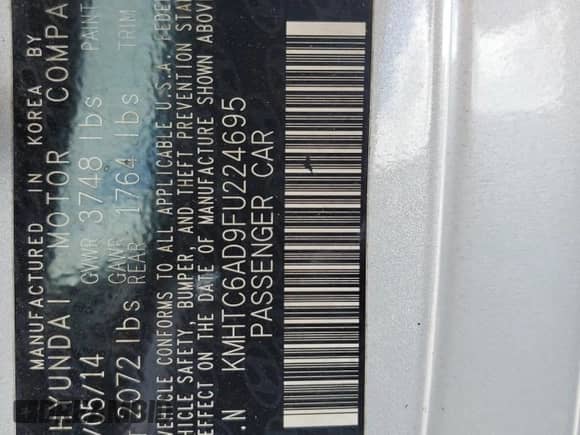 MANUFACTURED IN KOREA BY
HYUNDAI MOTOR COMPA
/05/14 GVWR 3748 lbs PAINT
GAWR
T 2072 lbs REAR 1764 lbs TRIM
VEHICLE CONFORMS TO ALL APPLICABLE U.S.A FEDE
HICLE SAFETY, BUMPER, AND THEFT PREVENTION STA
EFFECT ON THE DATE OF MANUFACTURE SHOWN ABOV
.N KMHTC6AD9FU224695
PASSENGER CAR